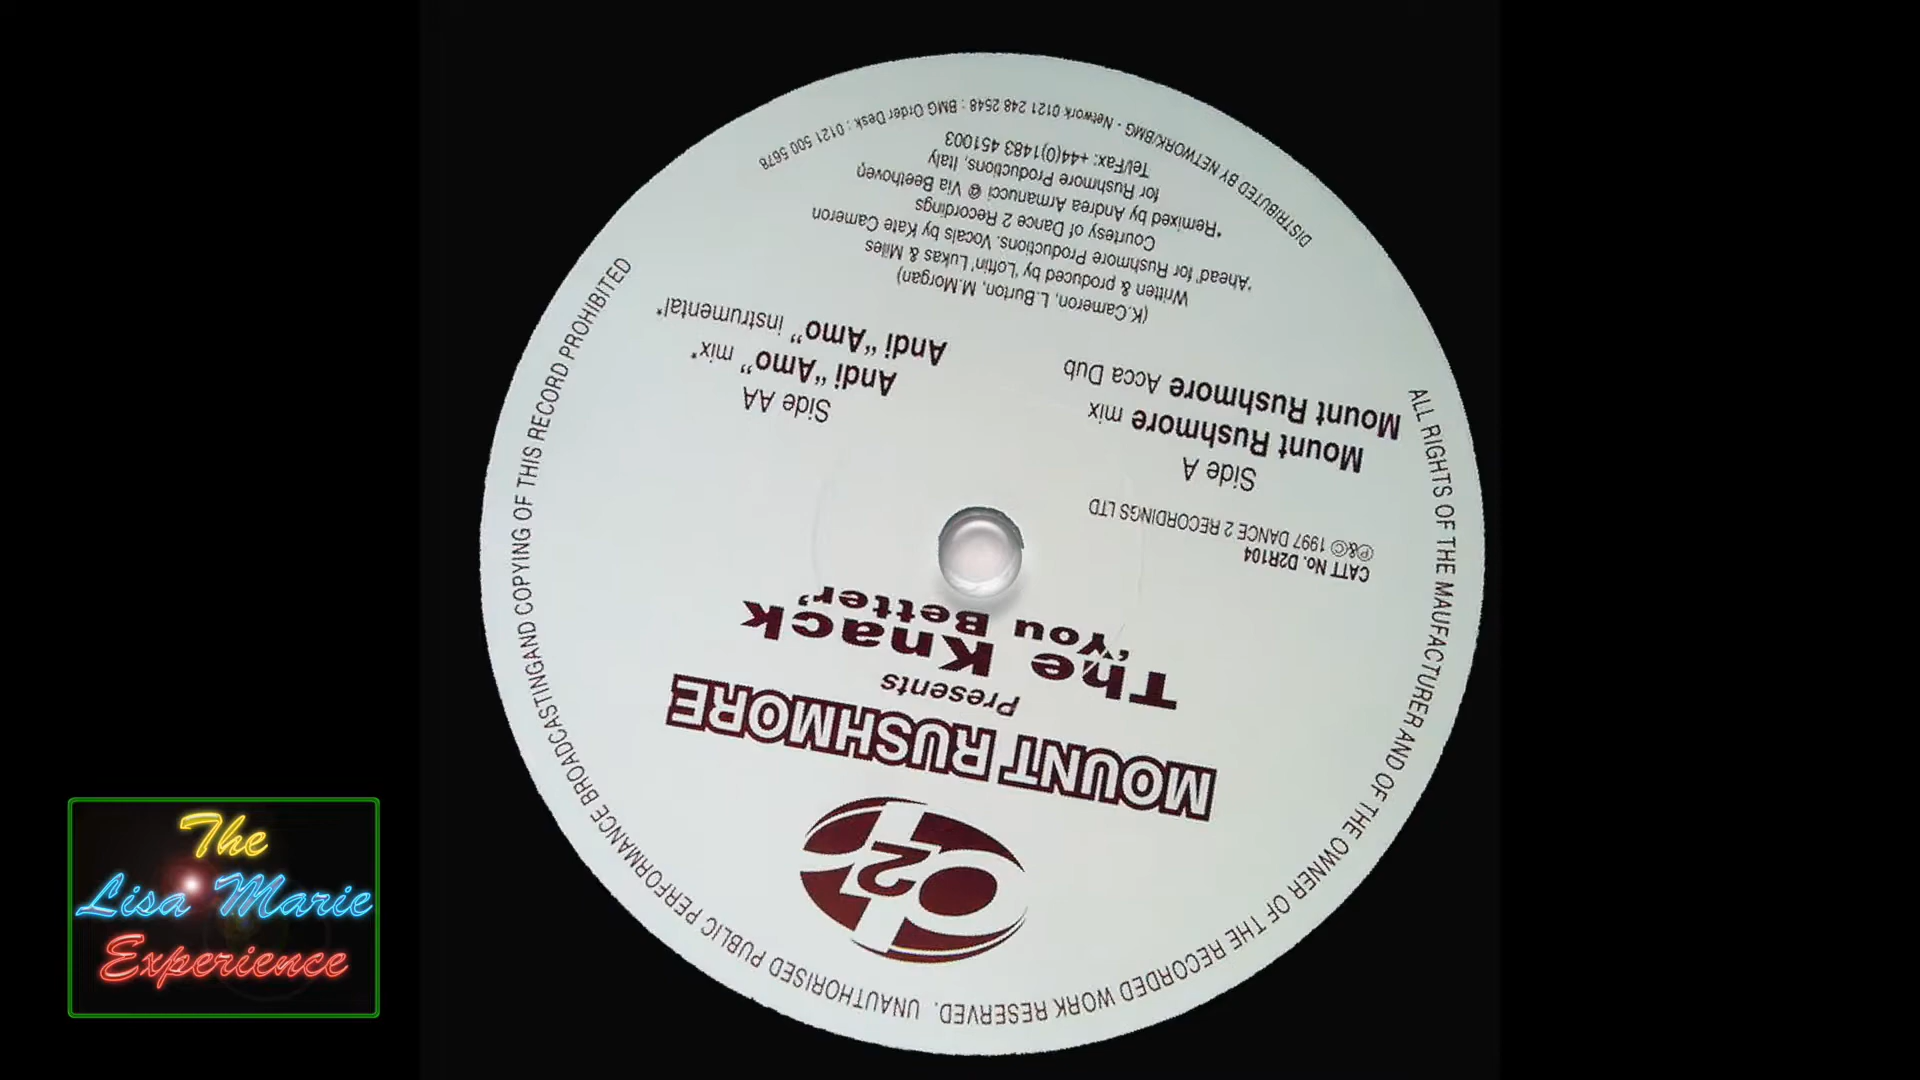 MOUNT RUSHMORE
Presents
The Knack
'You Better'
CATT No. D2R104
℗&© 1997 DANCE 2 RECORDINGS LTD
Side A
Mount Rushmore mix
Mount Rushmore Acca Dub
Side AA
Andi "Amo" mix*
Andi "Amo" instrumental*
(K.Cameron, L.Burton, M.Morgan)
Written & produced by 'Loftin' Lukas & Miles
'Ahead' for Rushmore Productions. Vocals by Kate Cameron
Courtesy of Dance 2 Recordings
*Remixed by Andrea Armanucci @ Via Beethoven,
for Rushmore Productions, Italy
Tel/Fax: +44(0)1483 451003
DISTRIBUTED BY NETWORK/BMG - Network 0121 248 2548 : BMG Order Desk : 0121 500 5678
ALL RIGHTS OF THE MAUFACTURER AND OF THE OWNER OF THE RECORDED WORK RESERVED. UNAUTHORISED PUBLIC PERFORMANCE BROADCASTINGAND COPYING OF THIS RECORD PROHIBITED
The
Lisa Marie
Experience